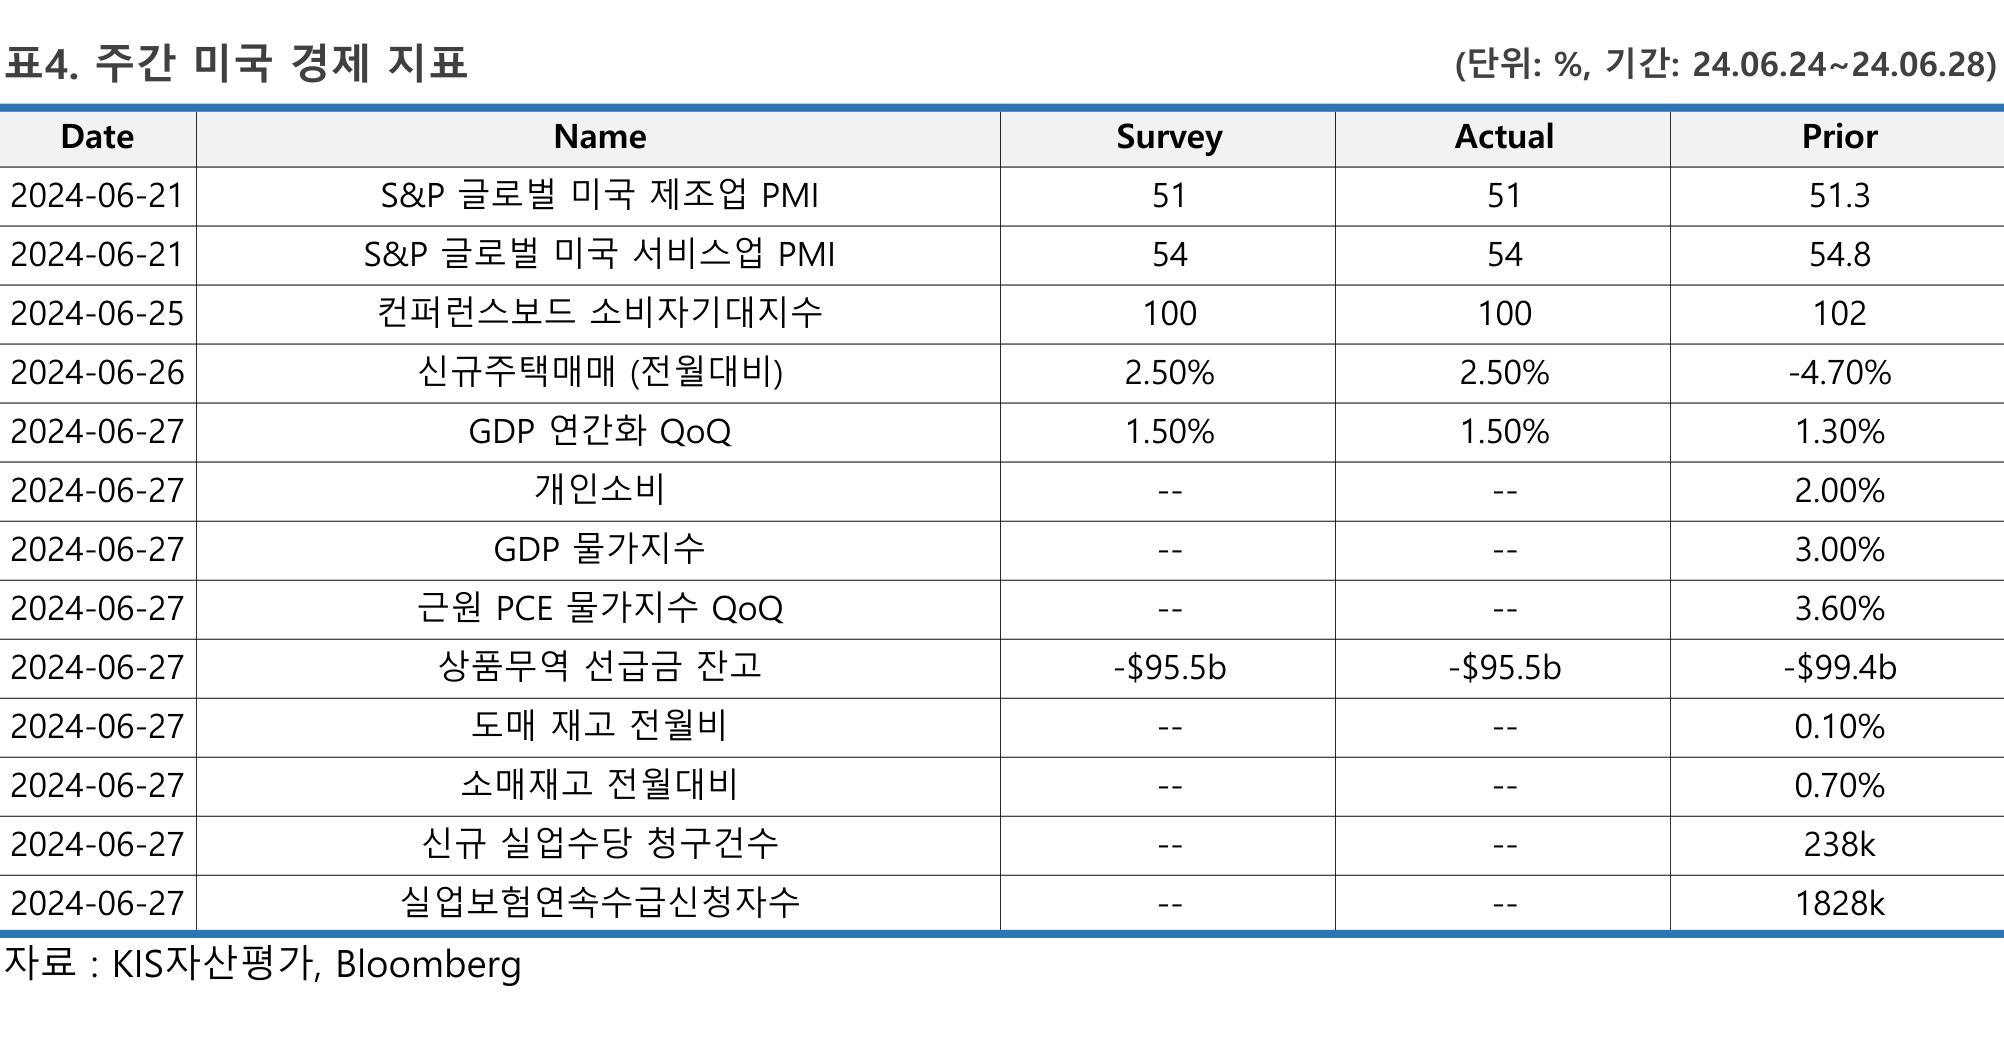 표4. 주간 미국 경제 지표 (단위: %, 기간: 24.06.24~24.06.28)
Date Name Survey Actual Prior
2024-06-21 S&P 글로벌 미국 제조업 PMI 51 51 51.3
2024-06-21 S&P 글로벌 미국 서비스업 PMI 54 54 54.8
2024-06-25 컨퍼런스보드 소비자기대지수 100 100 102
2024-06-26 신규주택매매 (전월대비) 2.50% 2.50% -4.70%
2024-06-27 GDP 연간화 QoQ 1.50% 1.50% 1.30%
2024-06-27 개인소비 -- -- 2.00%
2024-06-27 GDP 물가지수 -- -- 3.00%
2024-06-27 근원 PCE 물가지수 QoQ -- -- 3.60%
2024-06-27 상품무역 선급금 잔고 -$95.5b -$95.5b -$99.4b
2024-06-27 도매 재고 전월비 -- -- 0.10%
2024-06-27 소매재고 전월대비 -- -- 0.70%
2024-06-27 신규 실업수당 청구건수 -- -- 238k
2024-06-27 실업보험연속수급신청자수 -- -- 1828k
자료 : KIS자산평가, Bloomberg